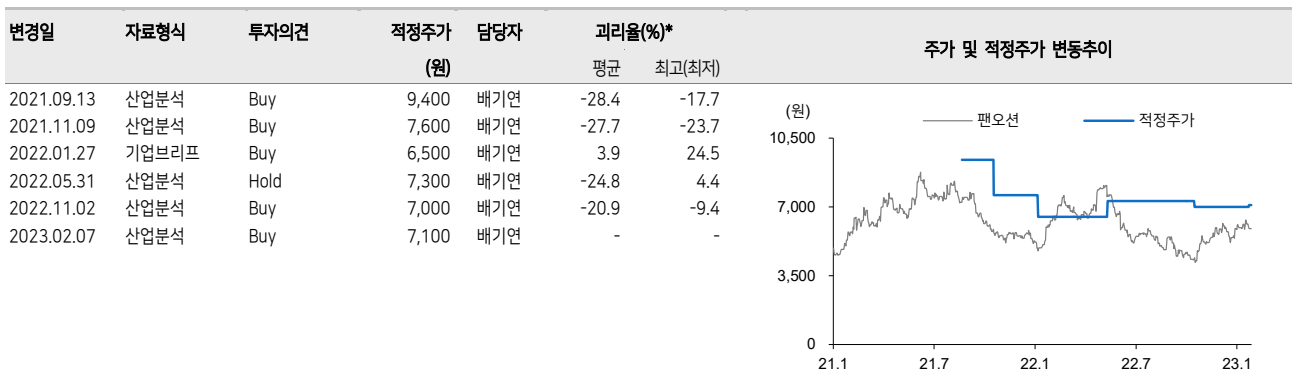 변경일 자료형식 투자의견 적정주가 담당자 괴리율(%)* 주가 및 적정주가 변동추이
(원) 평균 최고(최저)
2021.09.13 산업분석 Buy 9,400 배기연 -28.4 -17.7
2021.11.09 산업분석 Buy 7,600 배기연 -27.7 -23.7
2022.01.27 기업브리프 Buy 6,500 배기연 3.9 24.5
2022.05.31 산업분석 Hold 7,300 배기연 -24.8 4.4
2022.11.02 산업분석 Buy 7,000 배기연 -20.9 -9.4
2023.02.07 산업분석 Buy 7,100 배기연 - -
(원) 팬오션 적정주가
10,500
7,000
3,500
0
21.1 21.7 22.1 22.7 23.1